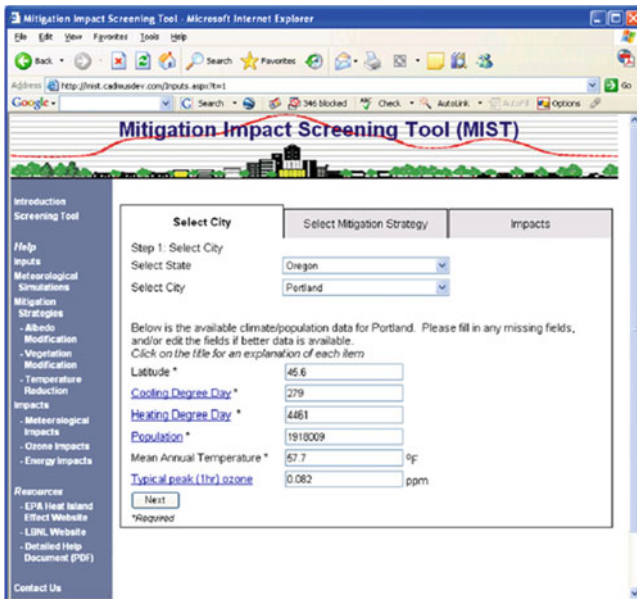 Mitigation Impact Screening Tool - Microsoft Internet Explorer
File Edit View Favorites Tools Help
Back Search Favorites
Address http://mist.cadmusdev.com/Inputs.aspx?t=1 Go
Google Search 346 blocked Check AutoLink AutoFill Options
Mitigation Impact Screening Tool (MIST)
Introduction
Screening Tool
Help
Inputs
Meteorological
Simulations
Mitigation
Strategies
- Albedo
Modification
- Vegetation
Modification
- Temperature
Reduction
Impacts
- Meteorological
Impacts
- Ozone Impacts
- Energy Impacts
Resources
- EPA Heat Island
Effect Website
- LBNL Website
- Detailed Help
Document (PDF)
Contact Us
Select City Select Mitigation Strategy Impacts
Step 1: Select City
Select State Oregon
Select City Portland
Below is the available climate/population data for Portland. Please fill in any missing fields,
and/or edit the fields if better
data is available.
Click on the title for an explanation of each item
Latitude * 45.6
Cooling Degree Day * 279
Heating Degree Day * 4461
Population * 1918009
Mean Annual Temperature * 57.7 ºF
Typical peak (1hr) ozone 0.082 ppm
Next
*Required